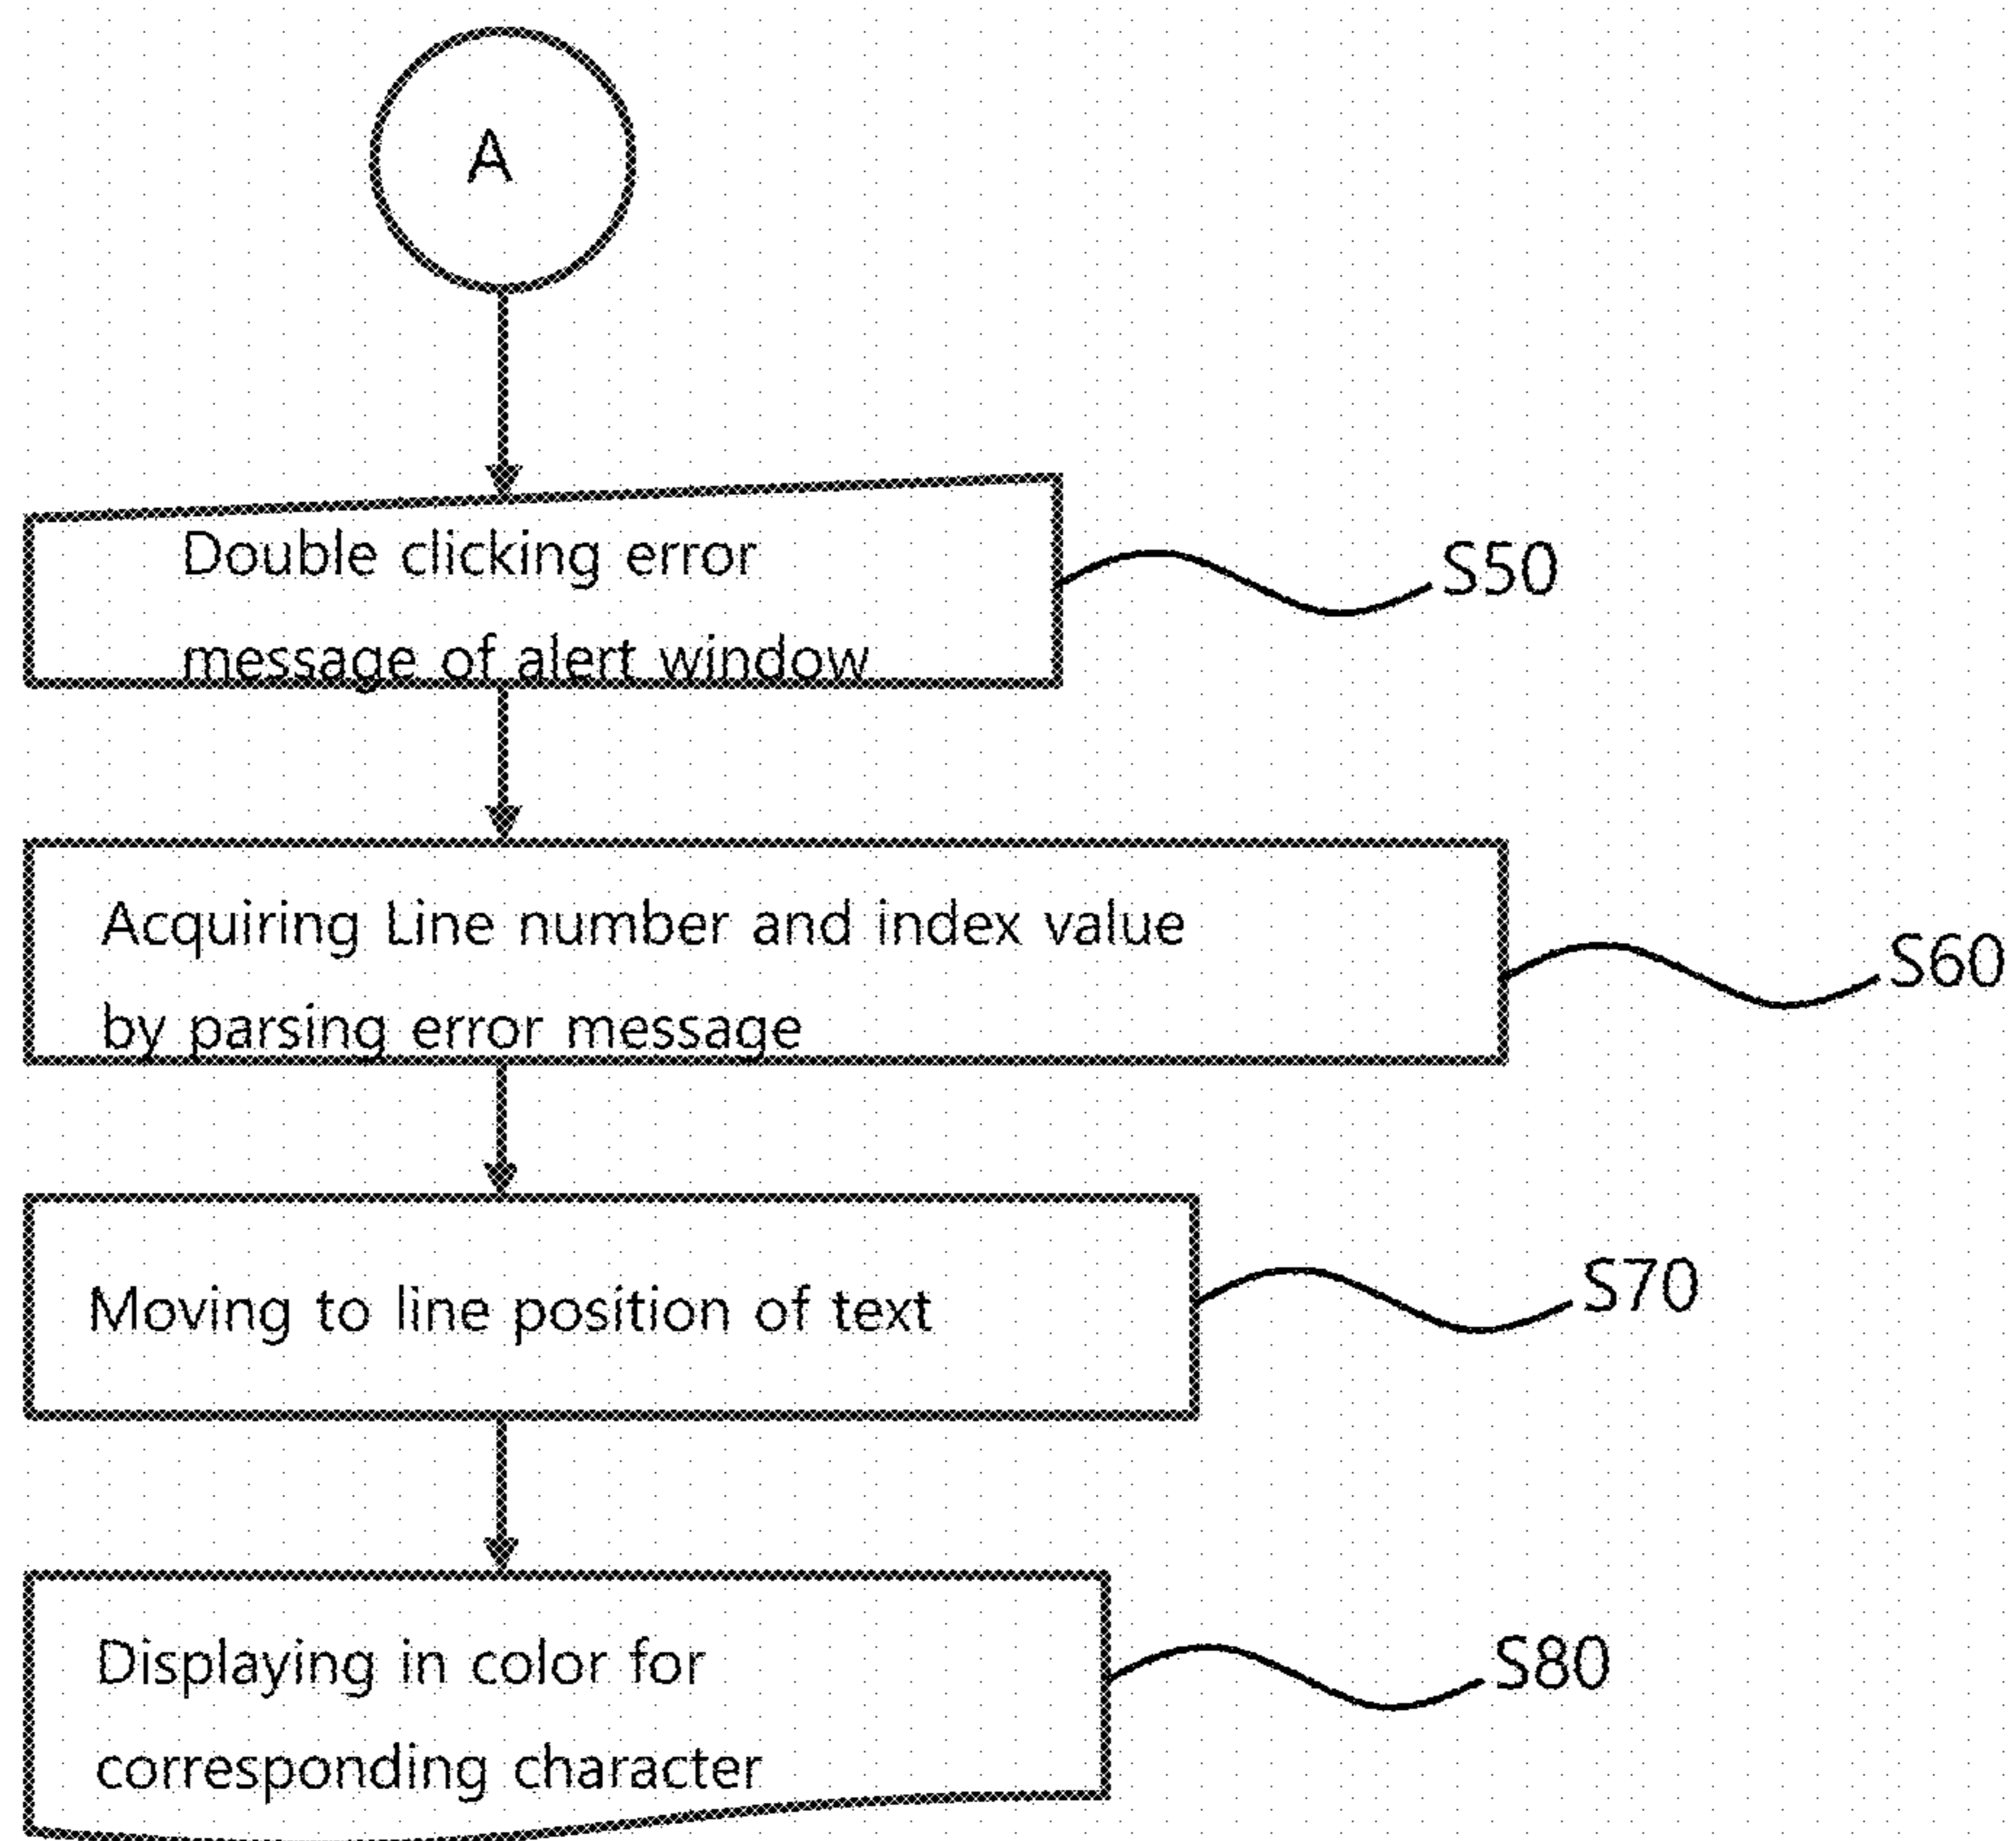 A
Double clicking error
message of alert window
S50
Acquiring Line number and index value
by parsing error message
S60
Moving to line position of text
S70
Displaying in color for
corresponding character
S80